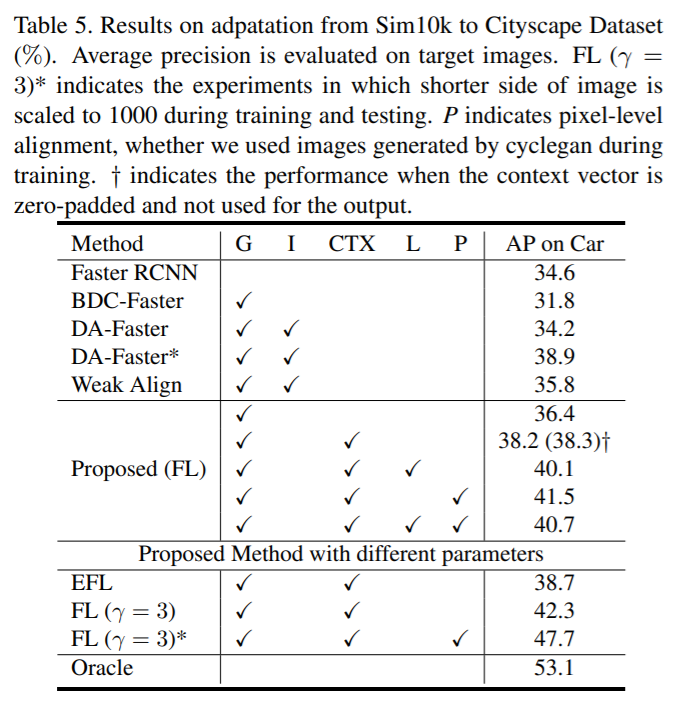 Table 5. Results on adpatation from Sim10k to Cityscape Dataset
(%). Average precision is evaluated on target images. FL (γ =
3)* indicates the experiments in which shorter side of image is
scaled to 1000 during training and testing. P indicates pixel-level
alignment, whether we used images generated by cyclegan during
training. † indicates the performance when the context vector is
zero-padded and not used for the output.
Method G I CTX L P AP on Car
Faster RCNN 34.6
BDC-Faster ✓ 31.8
DA-Faster ✓ ✓ 34.2
DA-Faster* ✓ ✓ 38.9
Weak Align ✓ ✓ 35.8
✓ 36.4
✓ ✓ 38.2 (38.3)†
Proposed (FL) ✓ ✓ ✓ 40.1
✓ ✓ ✓ 41.5
✓ ✓ ✓ ✓ 40.7
Proposed Method with different parameters
EFL ✓ ✓ 38.7
FL (γ = 3) ✓ ✓ 42.3
FL (γ = 3)* ✓ ✓ ✓ 47.7
Oracle 53.1